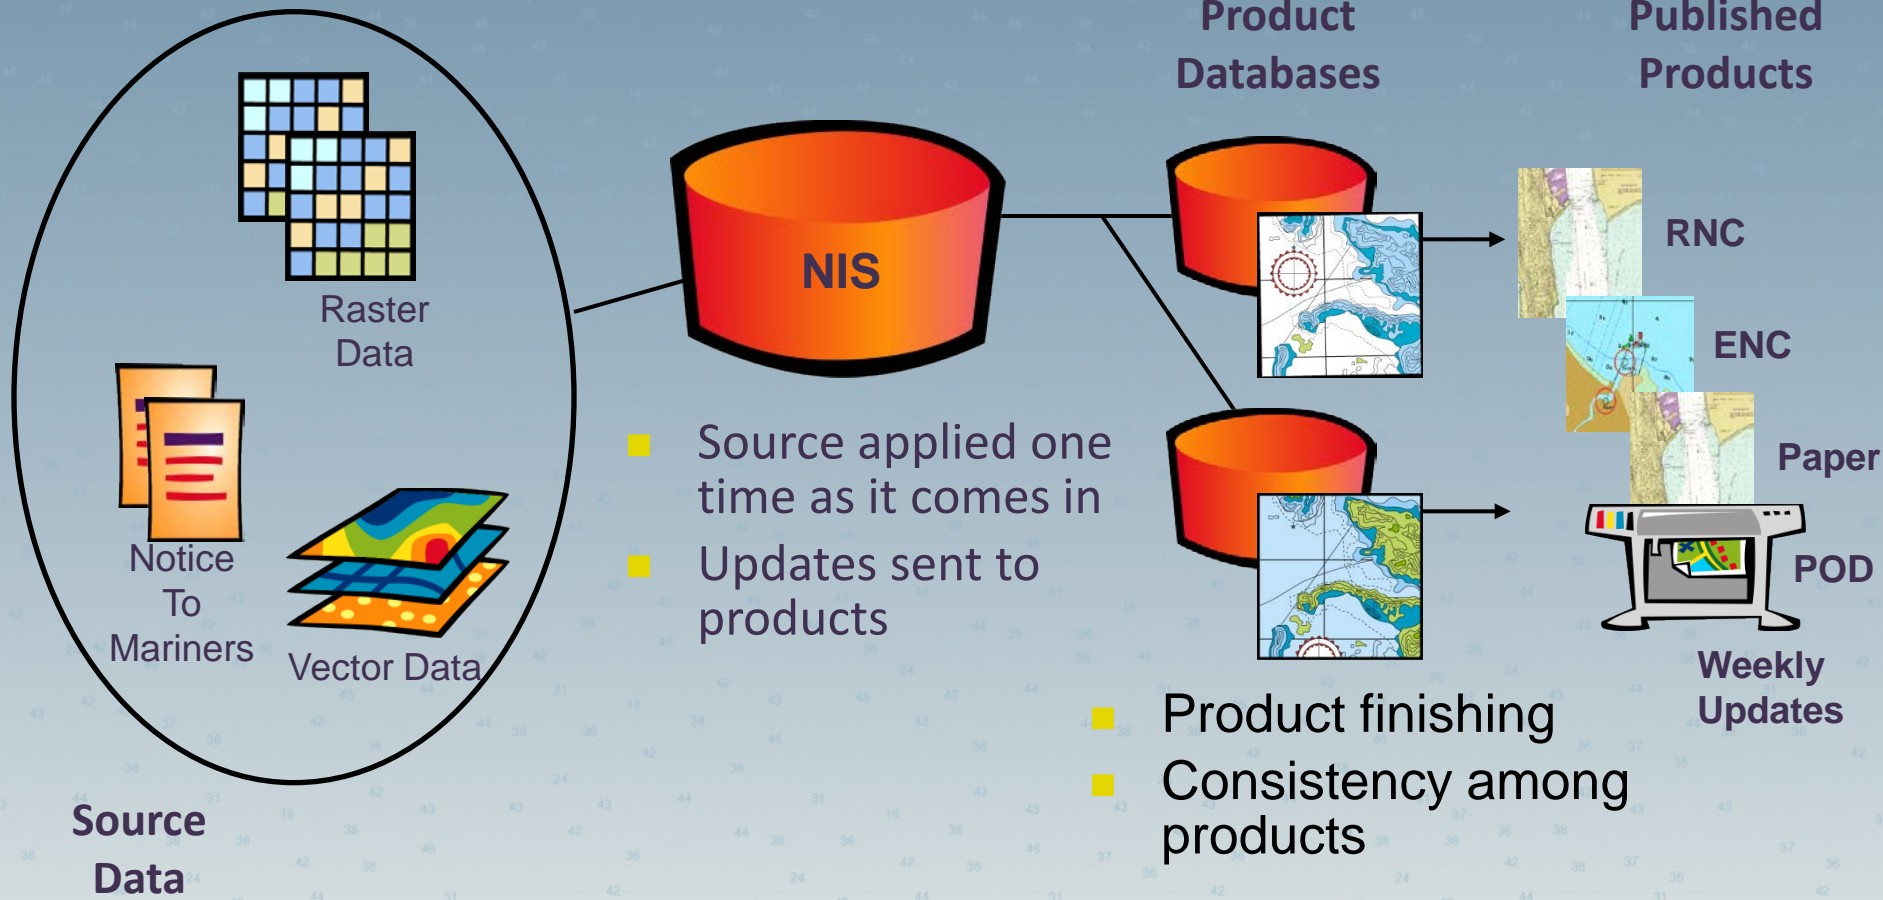 Product
Databases
Published
Products
Raster
Data
Notice
To
Mariners
Vector Data
Source
Data
NIS
Source applied one
time as it comes in
Updates sent to
products
RNC
ENC
Paper
POD
Weekly
Updates
Product finishing
Consistency among
products